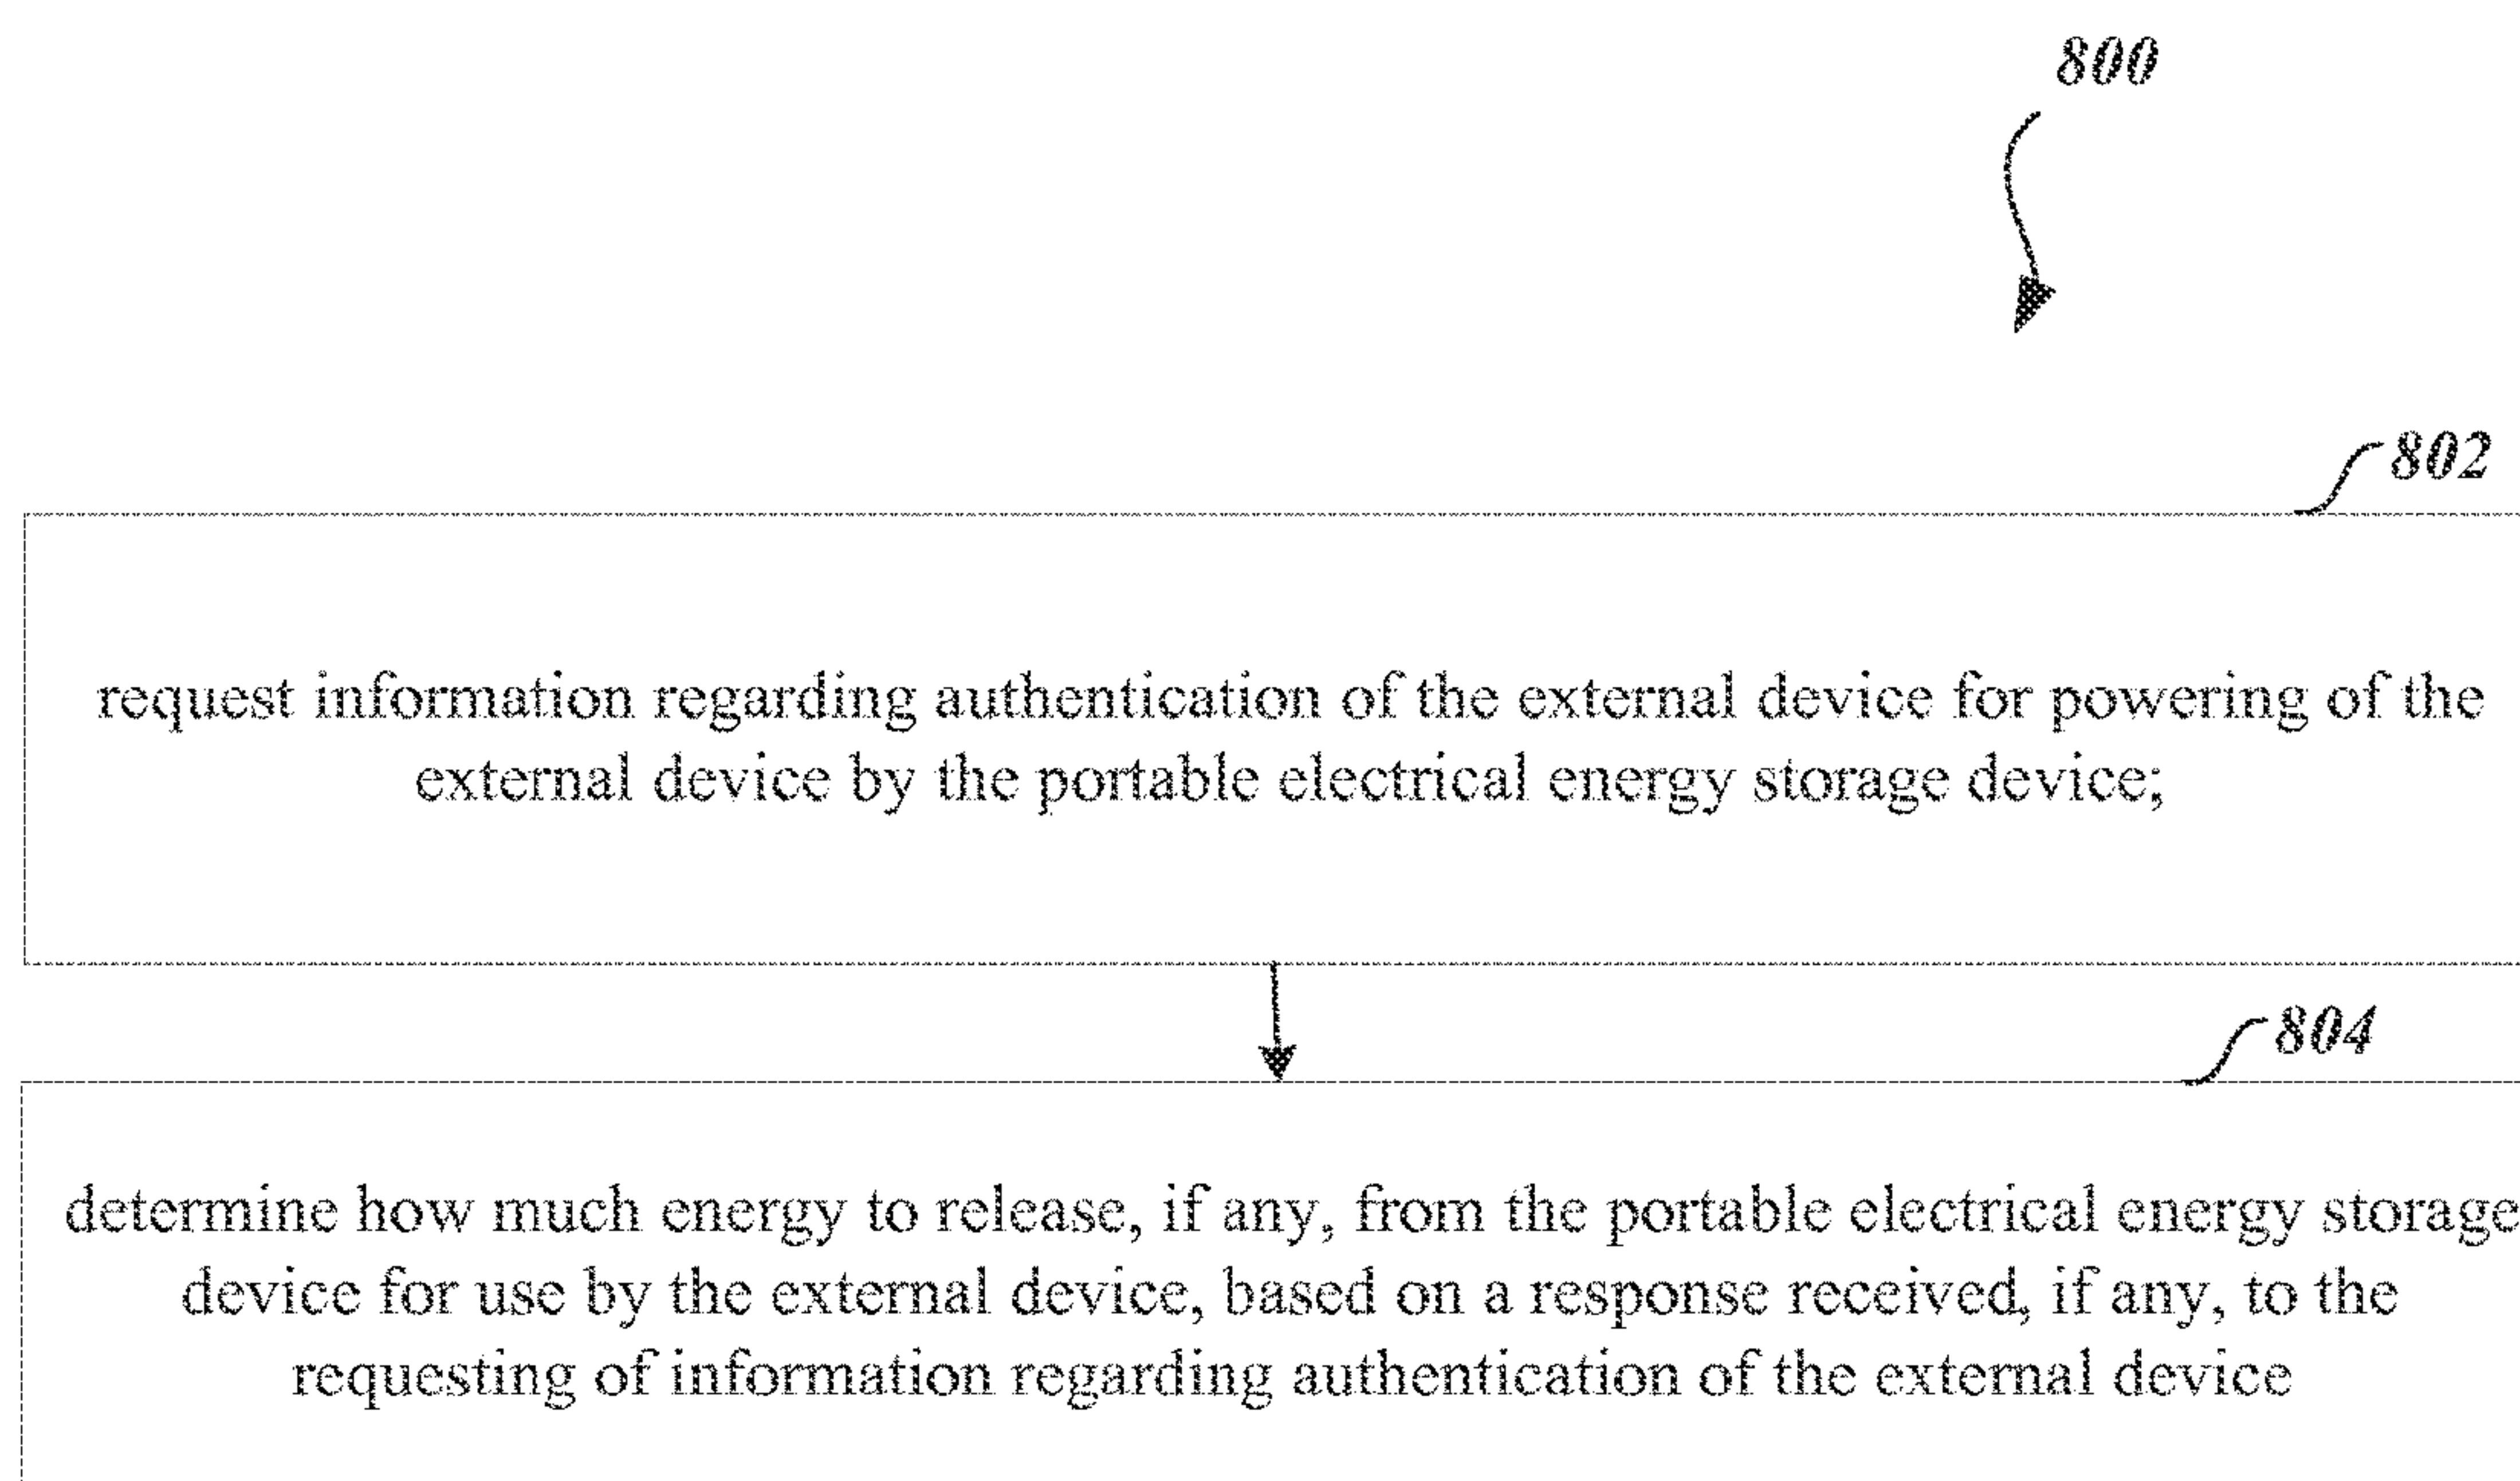 800
802
request information regarding authentication of the external device for powering of the
external device by the portable electrical energy storage device;
804
determine how much energy to release, if any, from the portable electrical energy storage
device for use by the external device, based on a response received, if any, to the
requesting of information regarding authentication of the external device